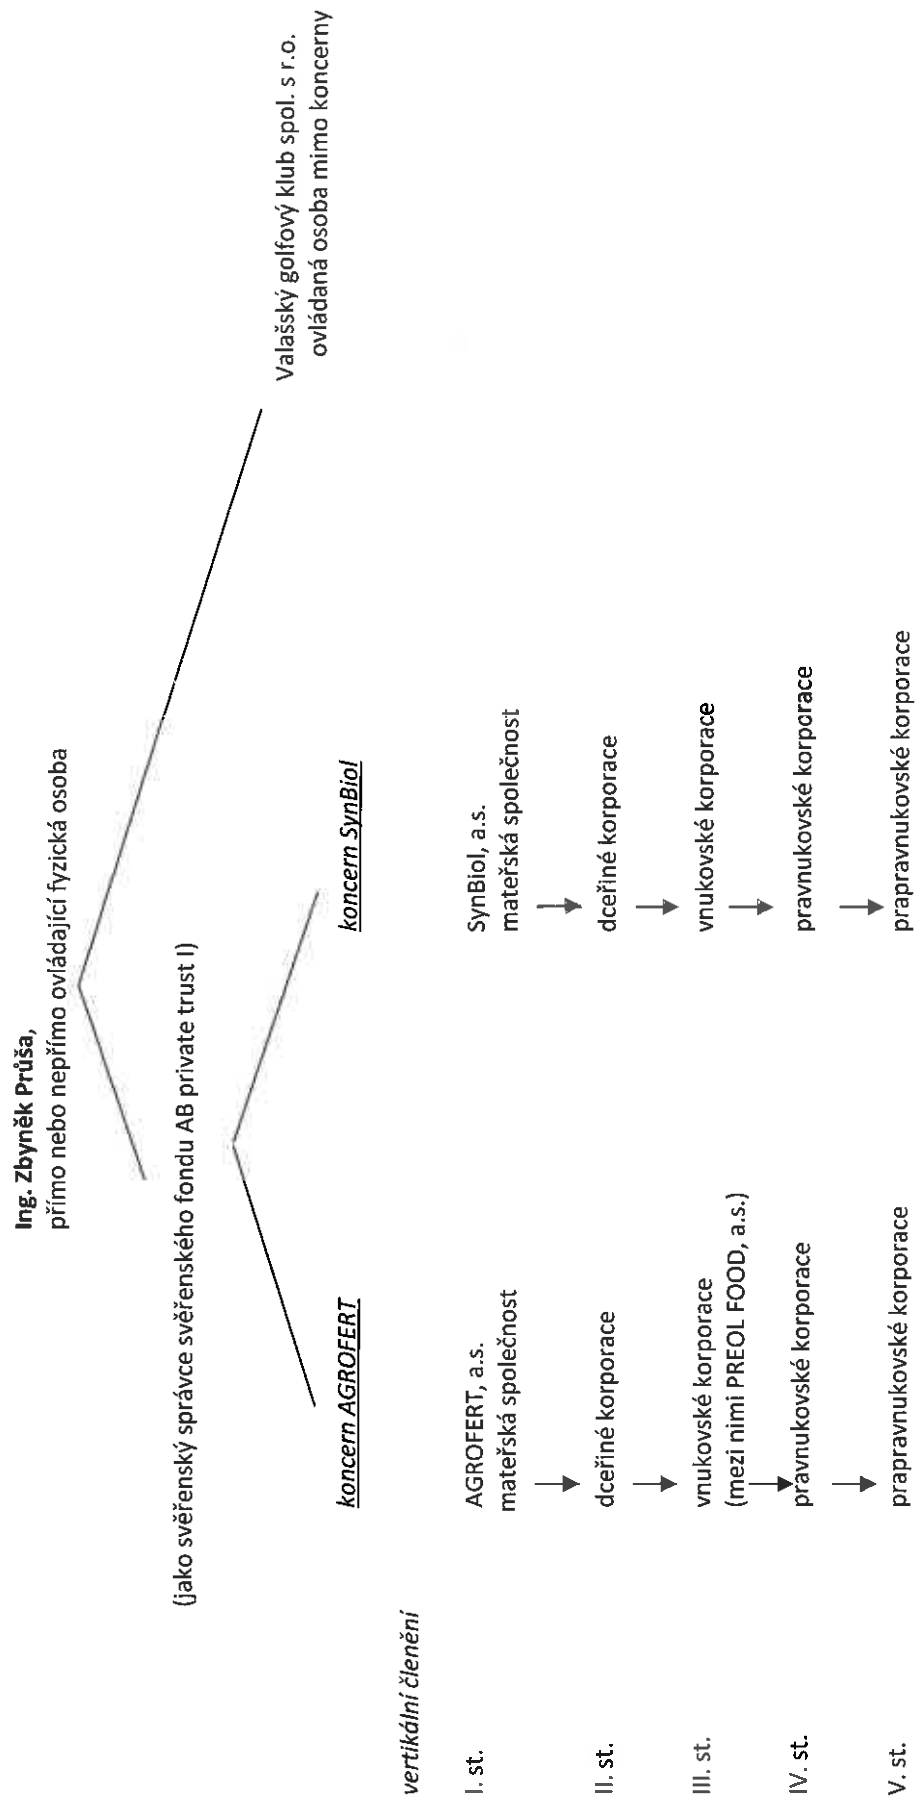 Ing. Zbyněk Průša,
přímo nebo nepřímo ovládající fyzická osoba
(jako svěřenský správce svěřenského fondu AB private trust I)
Valašský golfový klub spol. s r.o.
ovládaná osoba mimo koncerny
koncern AGROFERT
koncern SynBiol
vertikální členění
I. st.
AGROFERT, a.s.
mateřská společnost
SynBiol, a.s.
mateřská společnost
II. st.
dceřiné korporace
dceřiné korporace
III. st.
vnukovské korporace
(mezi nimi PREOL FOOD, a.s.)
vnukovské korporace
IV. st.
pravnukovské korporace
pravnukovské korporace
V. st.
prapravnukovské korporace
prapravnukovské korporace